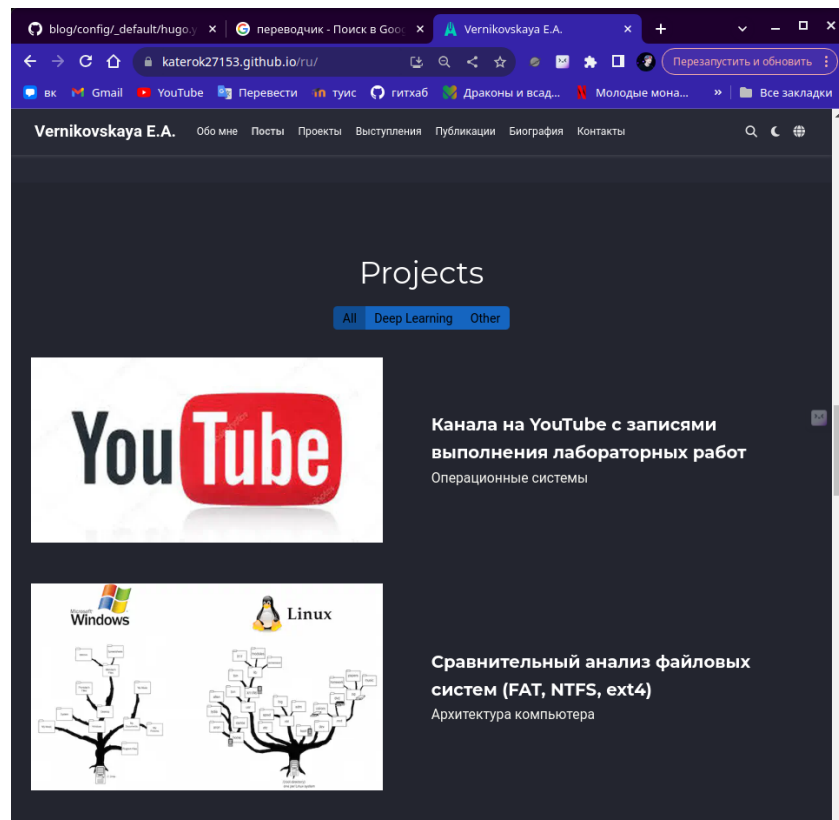 blog/config/_default/hugo.y
переводчик - Поиск в Goog
Vernikovskaya E.A.
katerok27153.github.io/ru/
Перезапустить и обновить
вк Gmail YouTube Перевести туис гитхаб Драконы и всад... Молодые мона... » Все закладки
Vernikovskaya E.A. Обо мне Посты Проекты Выступления Публикации Биография Контакты
Projects
All Deep Learning Other
YouTube
Канала на YouTube с записями
выполнения лабораторных работ
Операционные системы
Microsoft
Windows
Linux
Сравнительный анализ файловых
систем (FAT, NTFS, ext4)
Архитектура компьютера